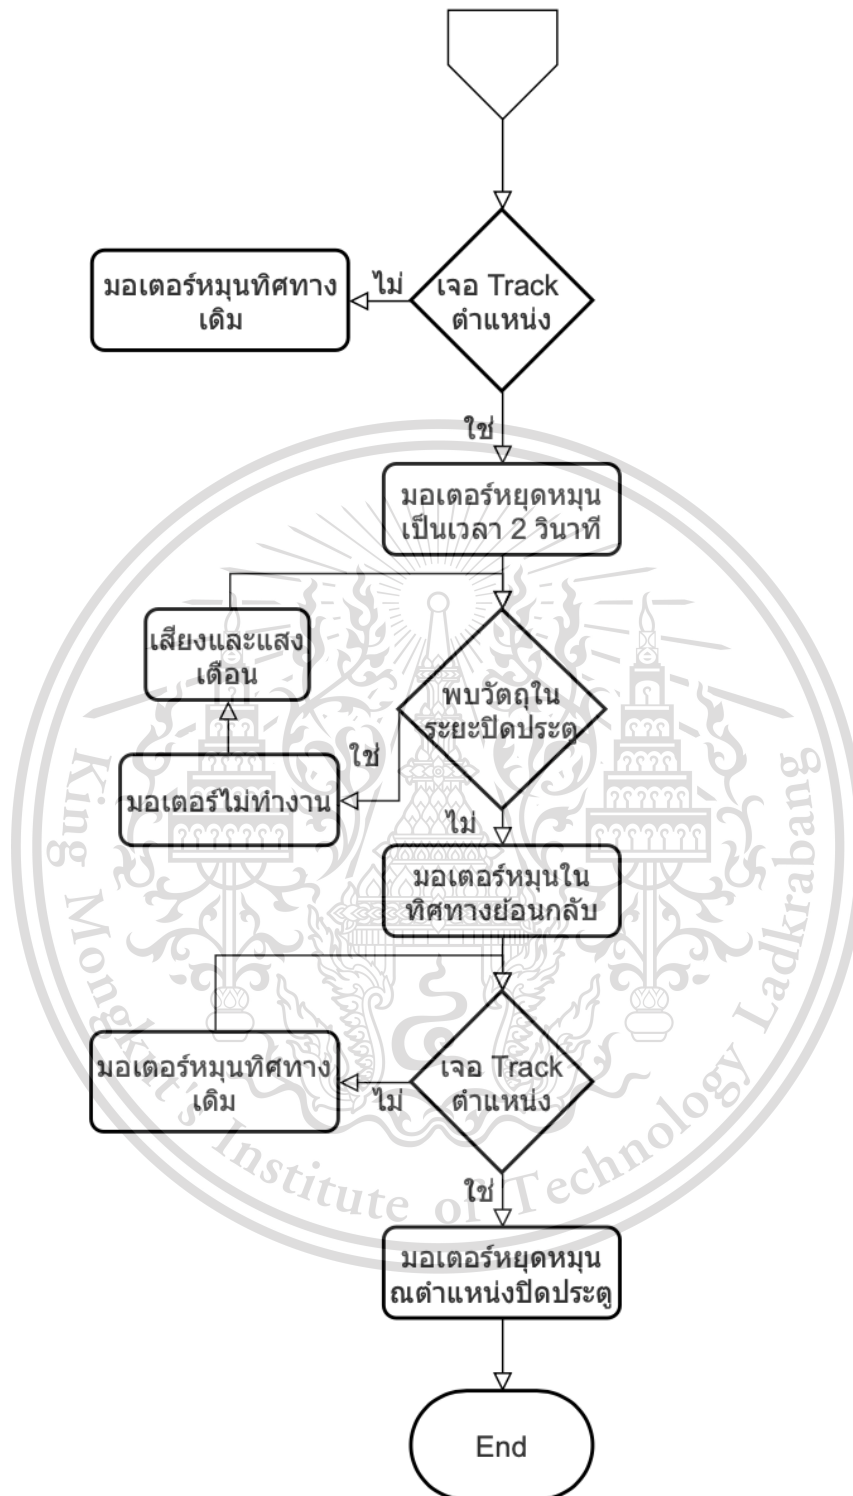 เจอ Track
ตำแหน่ง
ไม่
มอเตอร์หมุนทิศทาง
เดิม
ใช่
มอเตอร์หยุดหมุน
เป็นเวลา 2 วินาที
เสียงและแสง
เตือน
พบวัตถุใน
ระยะปิดประตู
ใช่
มอเตอร์ไม่ทำงาน
ไม่
มอเตอร์หมุนใน
ทิศทางย้อนกลับ
เจอ Track
ตำแหน่ง
ไม่
มอเตอร์หมุนทิศทาง
เดิม
ใช่
มอเตอร์หยุดหมุน
ณตำแหน่งปิดประตู
End
King Mongkut's Institute of Technology Ladkrabang